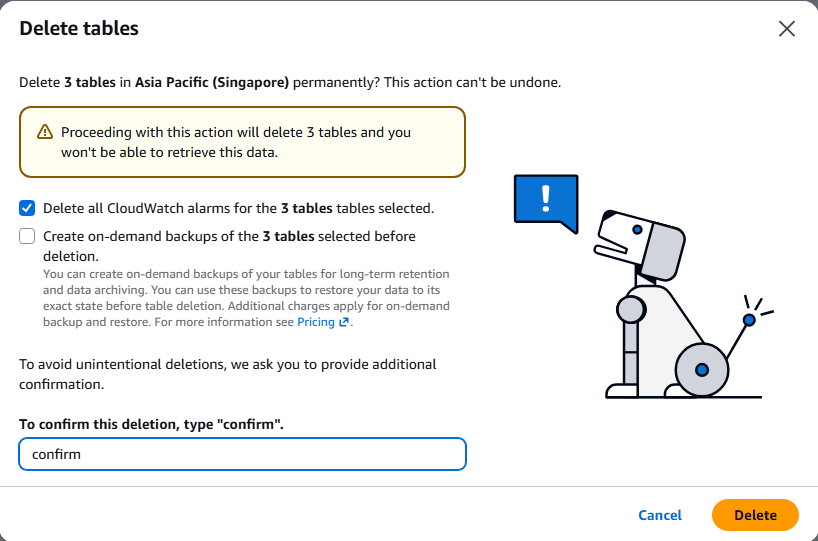 Delete tables
Delete 3 tables in Asia Pacific (Singapore) permanently? This action can't be undone.
Proceeding with this action will delete 3 tables and you
won't be able to retrieve this data.
!
Delete all CloudWatch alarms for the 3 tables tables selected.
Create on-demand backups of the 3 tables selected before
deletion.
You can create on-demand backups of your tables for long-term retention
and data archiving. You can use these backups to restore your data to its
exact state before table deletion. Additional charges apply for on-demand
backup and restore. For more information see Pricing.
To avoid unintentional deletions, we ask you to provide additional
confirmation.
To confirm this deletion, type "confirm".
confirm
Cancel
Delete